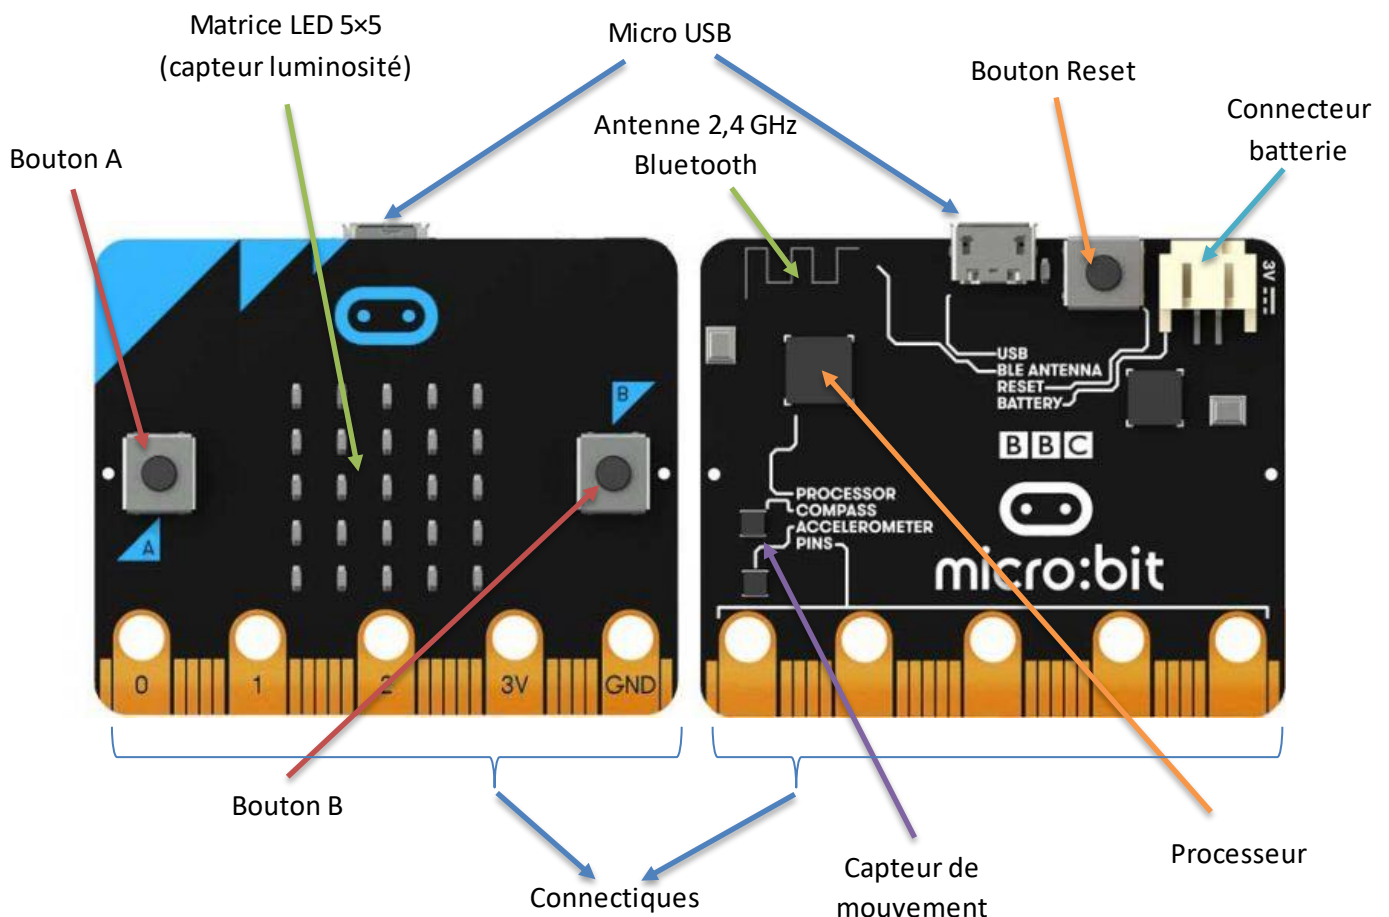 Matrice LED 5×5
(capteur luminosité)
Micro USB
Bouton Reset
Antenne 2,4 GHz
Bluetooth
Connecteur
batterie
Bouton A
3V
B
A
USB
BLE ANTENNA
RESET
BATTERY
BBC
PROCESSOR
COMPASS
ACCELEROMETER
PINS
micro:bit
0 1 2 3V GND
Bouton B
Connectiques
Capteur de
mouvement
Processeur